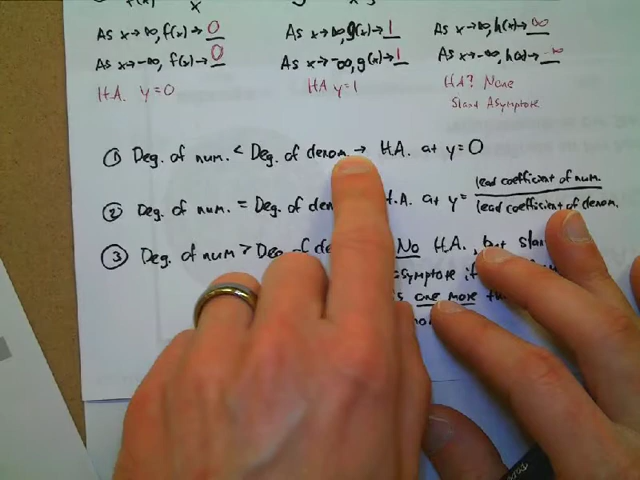 As x→∞, f(x)→0 As x→∞, g(x)→1 As x→∞, h(x)→∞
As x→-∞, f(x)→0 As x→-∞, g(x)→1 As x→-∞, h(x)→-∞
H.A. y=0 HA y=1 HA? None
Slant Asymptote
① Deg. of num. < Deg. of denom. → H.A. at y=0
② Deg. of num. = Deg. of H.A. at y= lead coefficient of num. / lead coefficient of denom.
③ Deg. of num > Deg of No H.A., but
one more